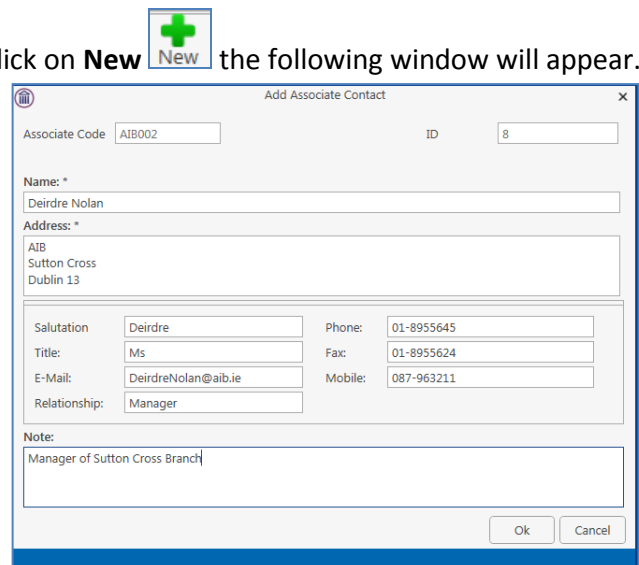 lick on New New the following window will appear.
Add Associate Contact x
Associate Code AIB002 ID 8
Name: *
Deirdre Nolan
Address: *
AIB
Sutton Cross
Dublin 13
Salutation Deirdre Phone: 01-8955645
Title: Ms Fax: 01-8955624
E-Mail: DeirdreNolan@aib.ie Mobile: 087-963211
Relationship: Manager
Note:
Manager of Sutton Cross Branch
Ok Cancel